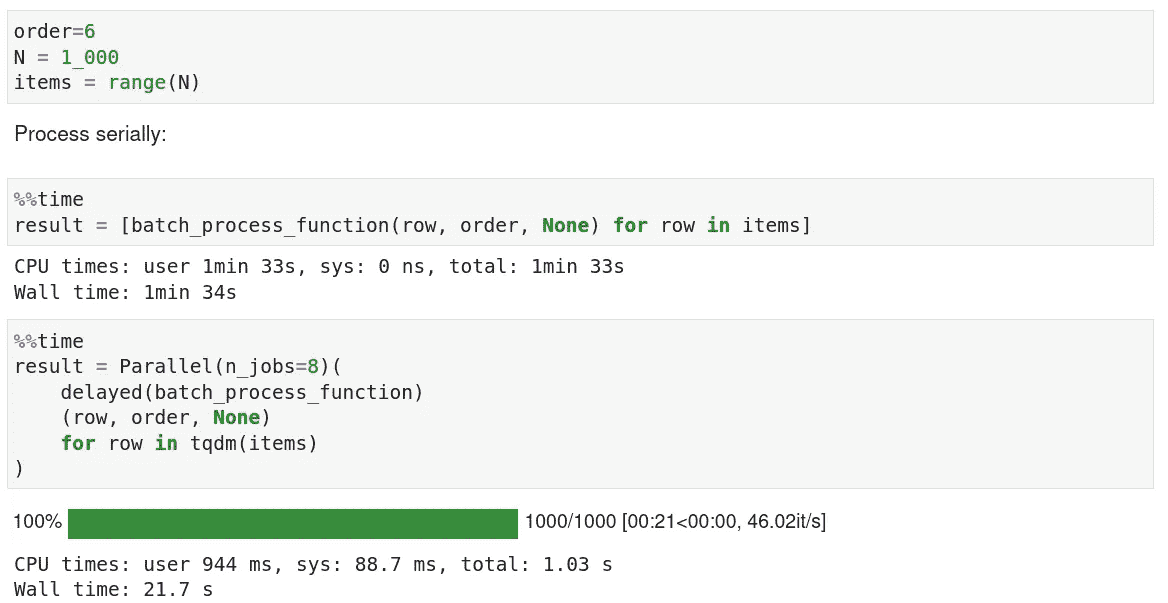 order=6
N = 1_000
items = range(N)
Process serially:
%%time
result = [batch_process_function(row, order, None) for row in items]
CPU times: user 1min 33s, sys: 0 ns, total: 1min 33s
Wall time: 1min 34s
%%time
result = Parallel(n_jobs=8)(
    delayed(batch_process_function)
    (row, order, None)
    for row in tqdm(items)
)
100% 1000/1000 [00:21<00:00, 46.02it/s]
CPU times: user 944 ms, sys: 88.7 ms, total: 1.03 s
Wall time: 21.7 s